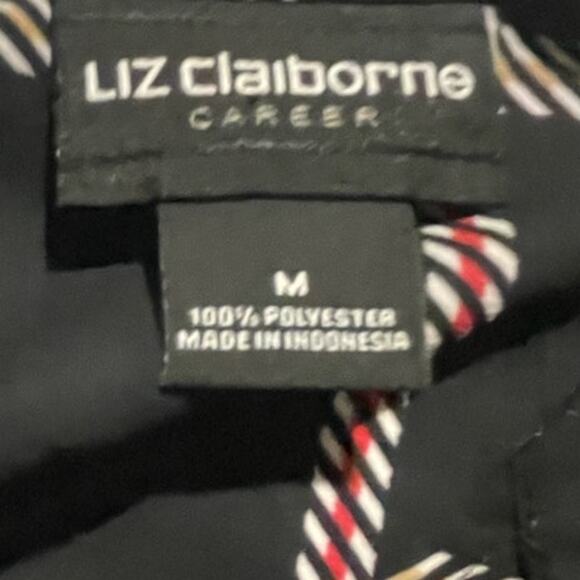 Liz claiborne
CAREER
M
100% POLYESTER
MADE IN INDONESIA